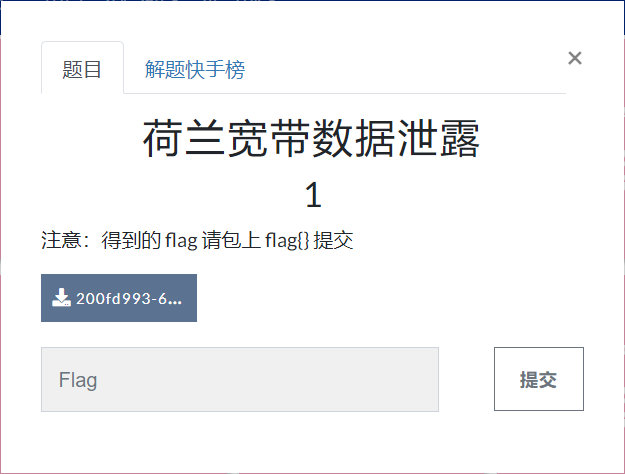 题目 解题快手榜
×
荷兰宽带数据泄露
1
注意：得到的 flag 请包上 flag{} 提交
200fd993-6...
Flag 提交